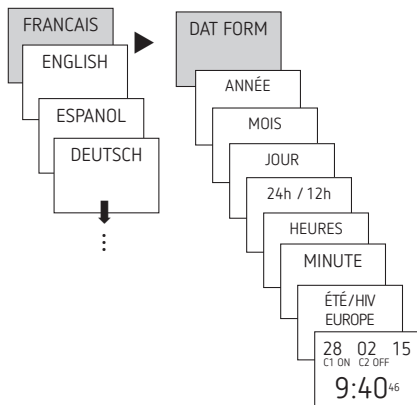 FRANCAIS
ENGLISH
ESPANOL
DEUTSCH
DAT FORM
ANNÉE
MOIS
JOUR
24h / 12h
HEURES
MINUTE
ÉTÉ/HIV
EUROPE
28 02 15
C1 ON C2 OFF
9:40 46